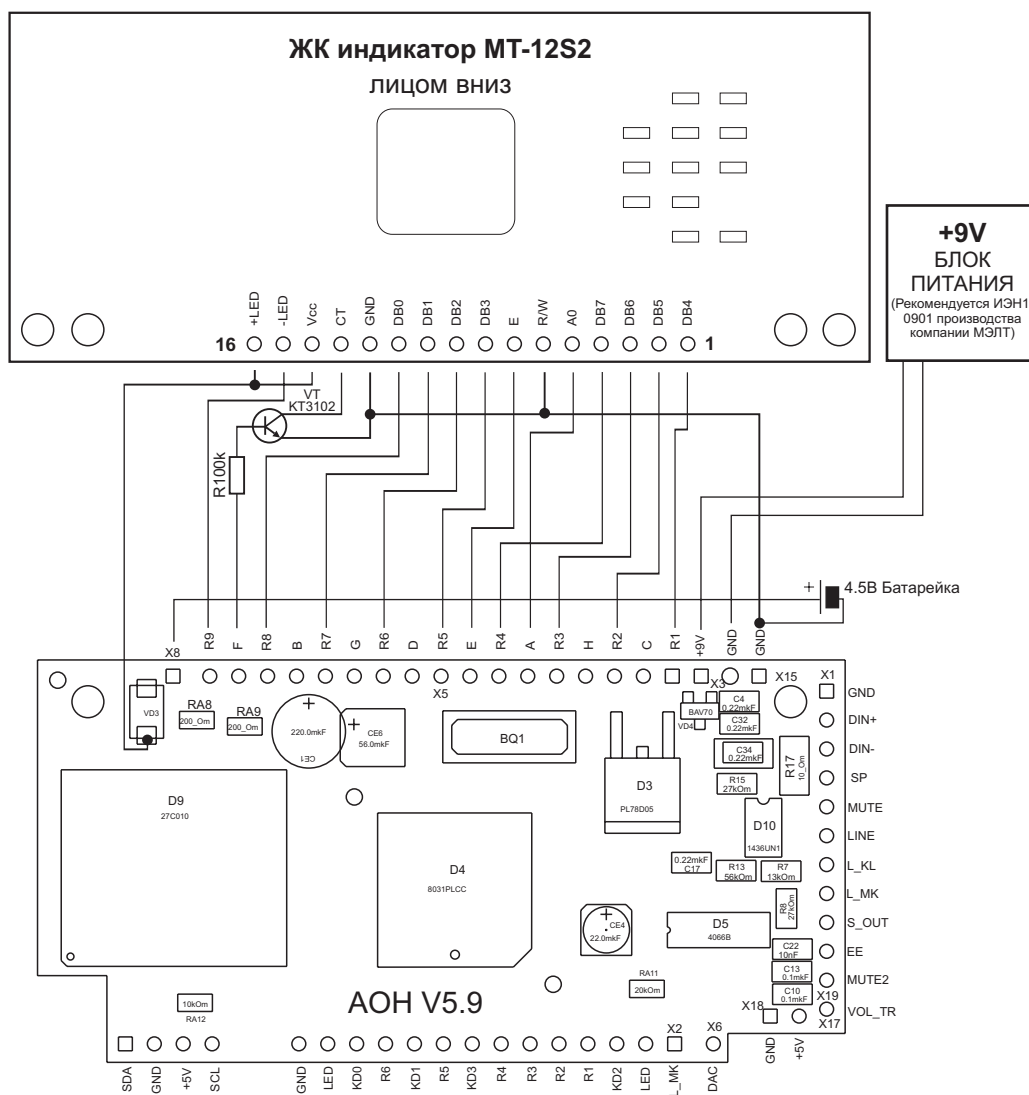 ЖК индикатор МТ-12S2
лицом вниз
+LED
-LED
Vcc
CT
GND
DB0
DB1
DB2
DB3
E
R/W
A0
DB7
DB6
DB5
DB4
16
1
+9V
БЛОК
ПИТАНИЯ
(Рекомендуется ИЭН1
0901 производства
компании МЭЛТ)
VT
KT3102
R100k
+
4.5В Батарейка
X8
R9
F
R8
B
R7
G
R6
D
R5
E
R4
A
R3
H
R2
C
R1
+9V
GND
GND
X5
X3
X15
X1
GND
DIN+
DIN-
SP
MUTE
LINE
L_KL
L_MK
S_OUT
EE
MUTE2
VOL_TR
VD3
RA8
200_Om
RA9
200_Om
220.0mkF
CE1
CE6
56.0mkF
BQ1
BAV70
VD4
C4
0.22mkF
C32
0.22mkF
C34
0.22mkF
R17
10_Om
R15
27kOm
D3
PL78D05
D10
1436UN1
D9
27C010
D4
8031PLCC
0.22mkF
C17
R13
56kOm
R7
13kOm
R8
27kOm
CE4
22.0mkF
D5
4066B
C22
10nF
C13
0.1mkF
C10
0.1mkF
RA11
20kOm
10kOm
RA12
АОН V5.9
X18
X19
X17
GND
+5V
X2
X6
SDA
GND
+5V
SCL
GND
LED
KD0
R6
KD1
R5
KD3
R4
R3
R2
R1
KD2
LED
L_MK
DAC